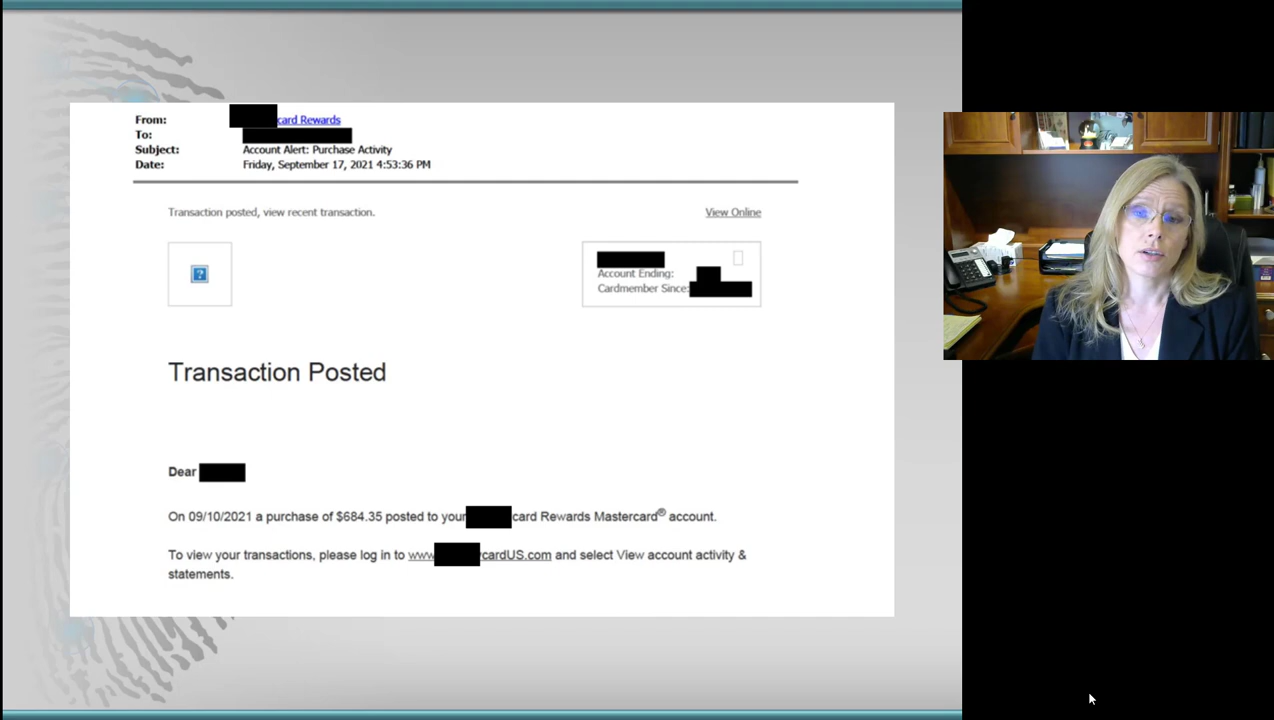 From: card Rewards
To:
Subject: Account Alert: Purchase Activity
Date: Friday, September 17, 2021 4:53:36 PM
Transaction posted, view recent transaction. View Online
Account Ending:
Cardmember Since:
Transaction Posted
Dear
On 09/10/2021 a purchase of $684.35 posted to your card Rewards Mastercard® account.
To view your transactions, please log in to www. cardUS.com and select View account activity &
statements.